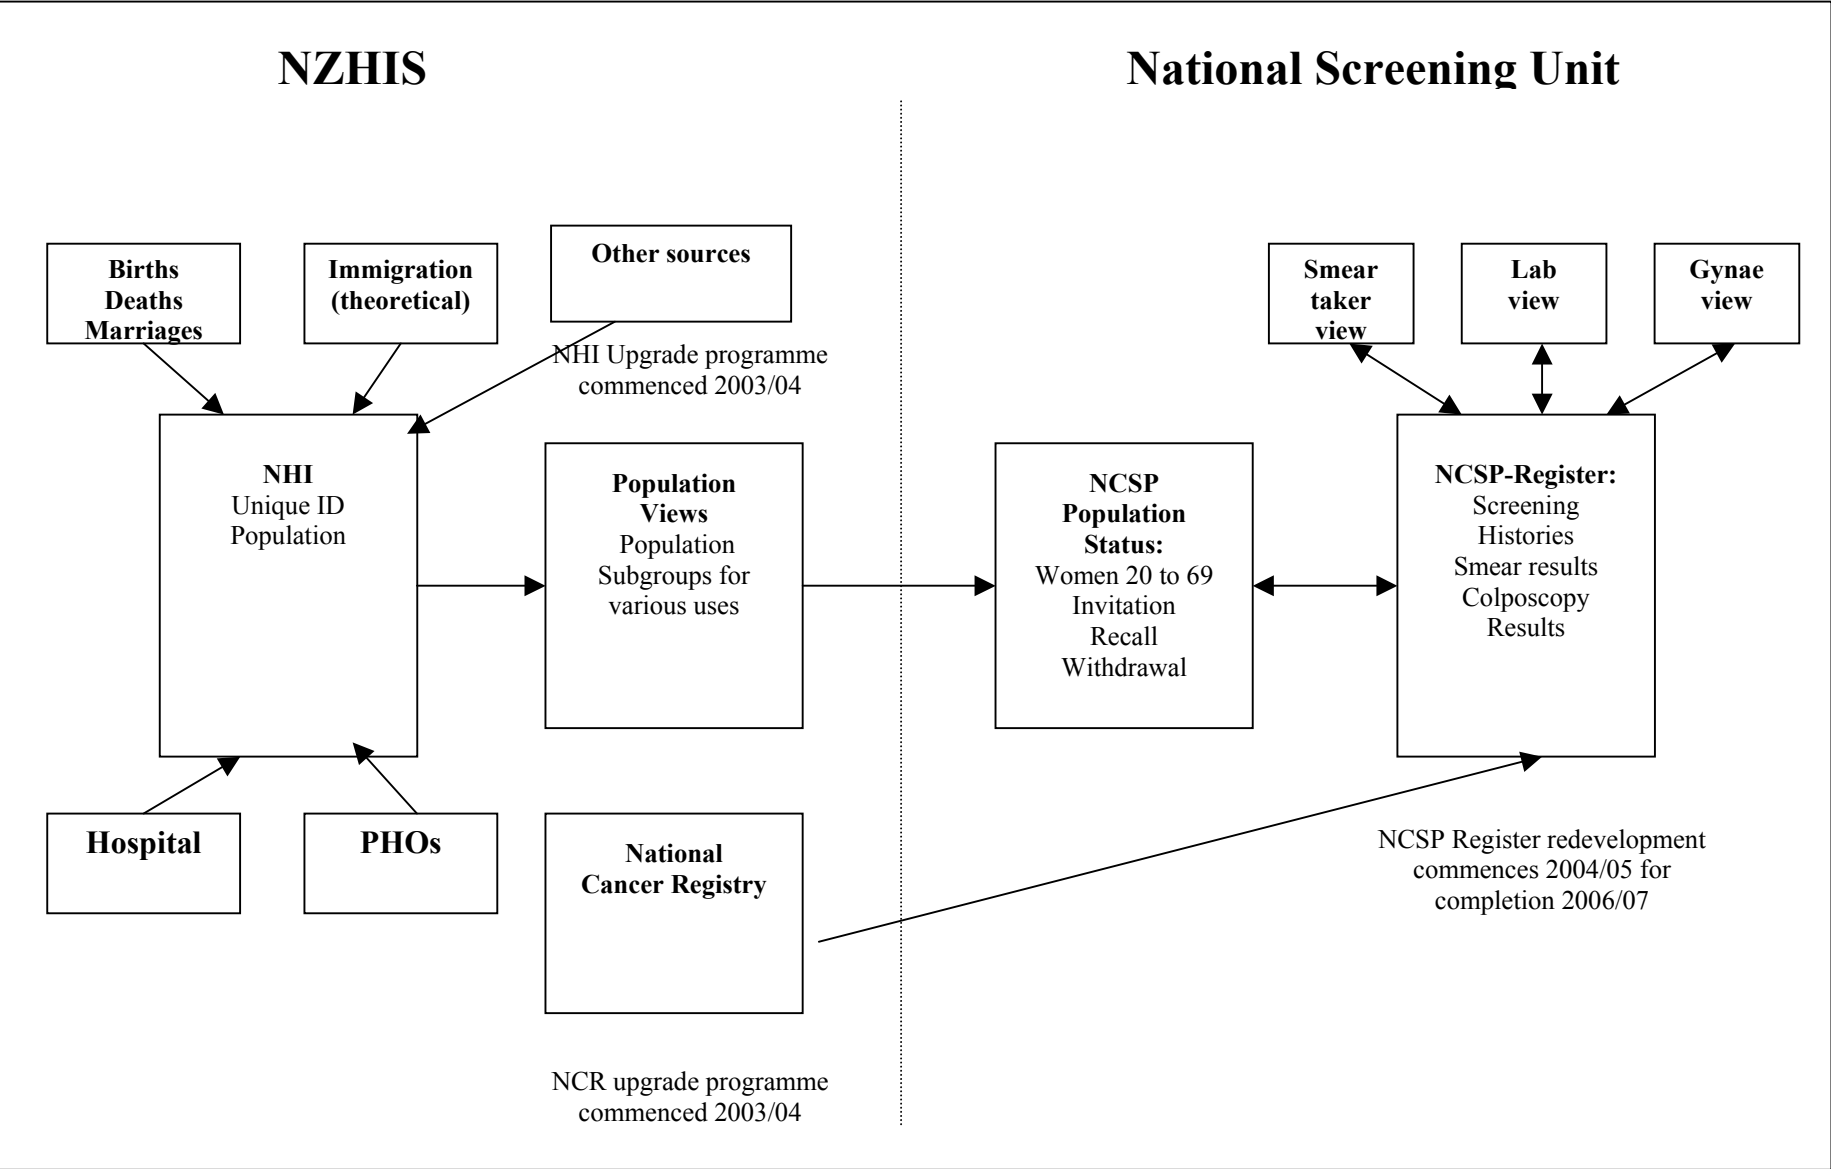 NZHIS
National Screening Unit
Births
Deaths
Marriages
Immigration
(theoretical)
Other sources
NHI Upgrade programme
commenced 2003/04
Smear
taker
view
Lab
view
Gynae
view
NHI
Unique ID
Population
Population
Views
Population
Subgroups for
various uses
NCSP
Population
Status:
Women 20 to 69
Invitation
Recall
Withdrawal
NCSP-Register:
Screening
Histories
Smear results
Colposcopy
Results
Hospital
PHOs
National
Cancer Registry
NCSP Register redevelopment
commences 2004/05 for
completion 2006/07
NCR upgrade programme
commenced 2003/04